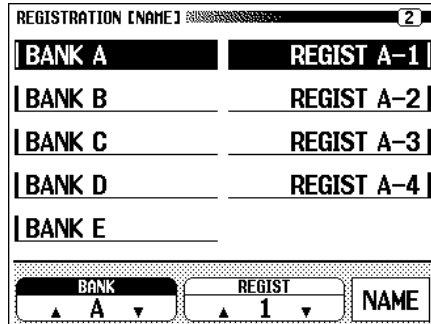 REGISTRATION [NAME] 2
BANK A REGIST A-1
BANK B REGIST A-2
BANK C REGIST A-3
BANK D REGIST A-4
BANK E
BANK REGIST
▲ A ▼ ▲ 1 ▼ NAME